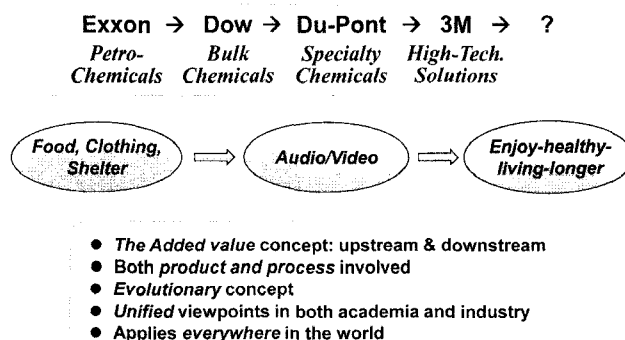 Exxon → Dow → Du-Pont → 3M → ?
Petro- Bulk Specialty High-Tech.
Chemicals Chemicals Chemicals Solutions
Food, Clothing,
Shelter
Audio/Video
Enjoy-healthy-
living-longer
● The Added value concept: upstream & downstream
● Both product and process involved
● Evolutionary concept
● Unified viewpoints in both academia and industry
● Applies everywhere in the world